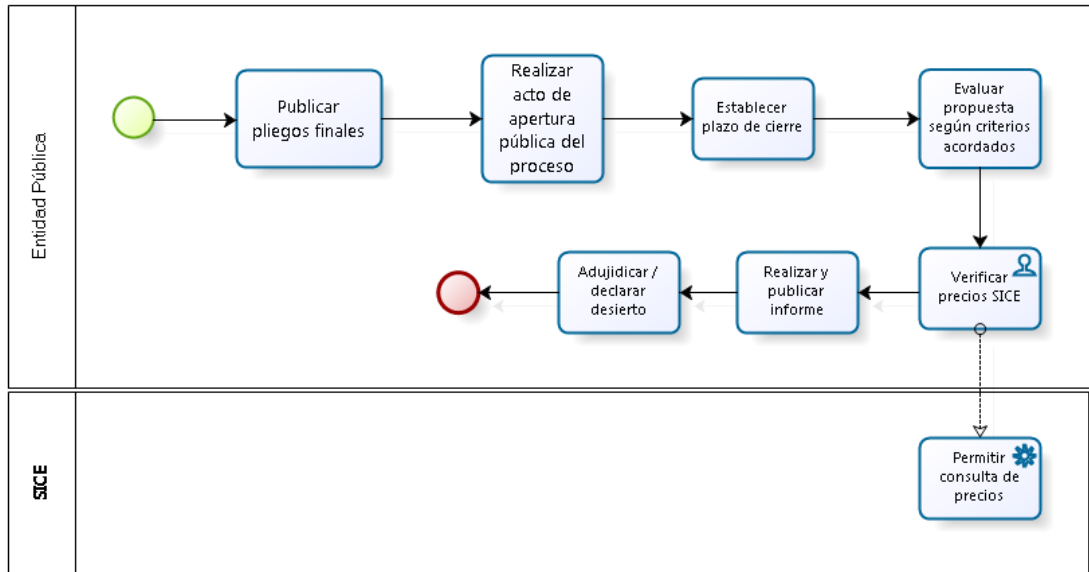 Entidad Pública
Publicar
pliegos finales
Realizar
acto de
apertura
pública del
proceso
Establecer
plazo de cierre
Evaluar
propuesta
según criterios
acordados
Adujidicar /
declarar
desierto
Realizar y
publicar
informe
Verificar
precios SICE
SICE
Permitir
consulta de
precios